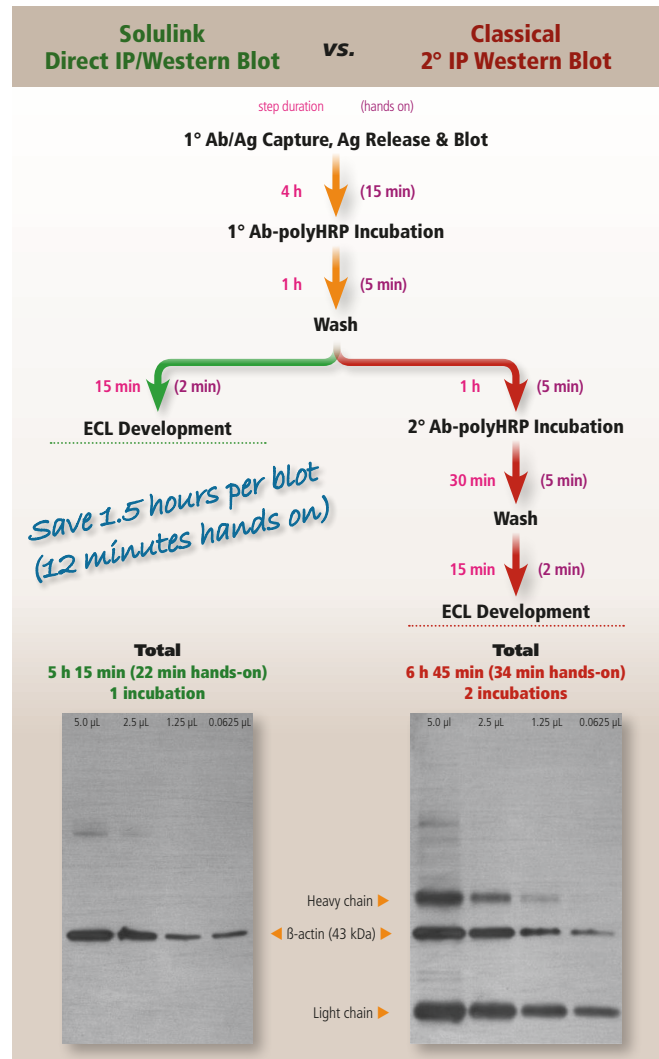 Solulink
Direct IP/Western Blot
vs.
Classical
2° IP Western Blot
step duration (hands on)
1° Ab/Ag Capture, Ag Release & Blot
4 h (15 min)
1° Ab-polyHRP Incubation
1 h (5 min)
Wash
15 min (2 min)
ECL Development
1 h (5 min)
2° Ab-polyHRP Incubation
30 min (5 min)
Wash
15 min (2 min)
ECL Development
Save 1.5 hours per blot
(12 minutes hands on)
Total
5 h 15 min (22 min hands-on)
1 incubation
Total
6 h 45 min (34 min hands-on)
2 incubations
5.0 µL 2.5 µL 1.25 µL 0.0625 µL
5.0 µl 2.5 µL 1.25 µL 0.0625 µL
Heavy chain
ß-actin (43 kDa)
Light chain